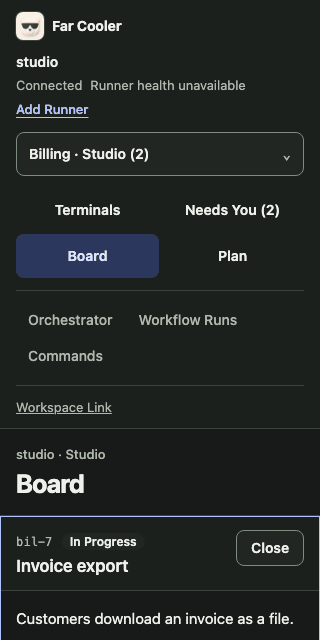 Far Cooler
studio
Connected Runner health unavailable
Add Runner
Billing · Studio (2)
Terminals Needs You (2)
Board Plan
Orchestrator Workflow Runs
Commands
Workspace Link
studio · Studio
Board
bil-7 In Progress Close
Invoice export
Customers download an invoice as a file.